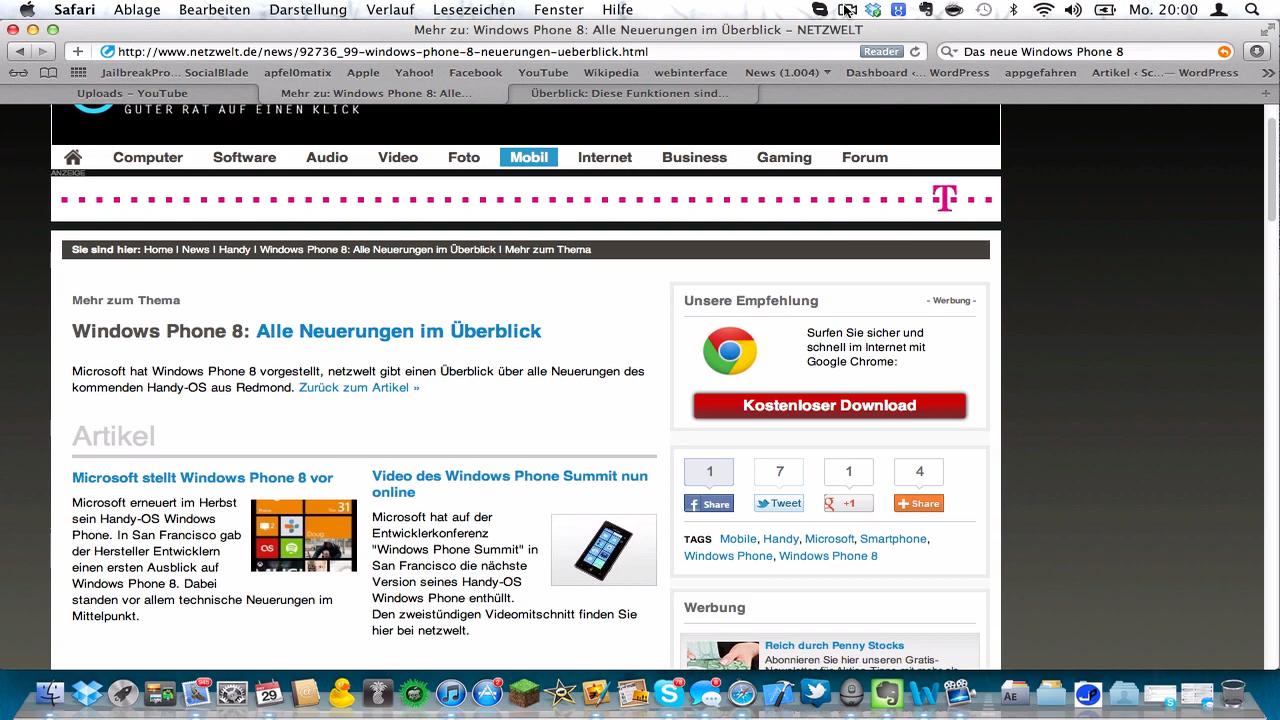 Safari Ablage Bearbeiten Darstellung Verlauf Lesezeichen Fenster Hilfe Mo. 20:00
Mehr zu: Windows Phone 8: Alle Neuerungen im Überblick – NETZWELT
http://www.netzwelt.de/news/92736_99-windows-phone-8-neuerungen-ueberblick.html Reader Das neue Windows Phone 8
JailbreakPro... SocialBlade apfel0matix Apple Yahoo! Facebook YouTube Wikipedia webinterface News (1.004) Dashboard ‹ ... WordPress appgefahren Artikel ‹ Sc... — WordPress
Uploads – YouTube Mehr zu: Windows Phone 8: Alle... Überblick: Diese Funktionen sind...
GUTER RAT AUF EINEN KLICK
Computer Software Audio Video Foto Mobil Internet Business Gaming Forum
ANZEIGE
T
Sie sind hier: Home | News | Handy | Windows Phone 8: Alle Neuerungen im Überblick | Mehr zum Thema
Mehr zum Thema
Windows Phone 8: Alle Neuerungen im Überblick
Microsoft hat Windows Phone 8 vorgestellt, netzwelt gibt einen Überblick über alle Neuerungen des
kommenden Handy-OS aus Redmond. Zurück zum Artikel »
Artikel
Microsoft stellt Windows Phone 8 vor
Microsoft erneuert im Herbst
sein Handy-OS Windows
Phone. In San Francisco gab
der Hersteller Entwicklern
einen ersten Ausblick auf
Windows Phone 8. Dabei
standen vor allem technische Neuerungen im
Mittelpunkt.
Video des Windows Phone Summit nun
online
Microsoft hat auf der
Entwicklerkonferenz
"Windows Phone Summit" in
San Francisco die nächste
Version seines Handy-OS
Windows Phone enthüllt.
Den zweistündigen Videomitschnitt finden Sie
hier bei netzwelt.
Unsere Empfehlung - Werbung -
Surfen Sie sicher und
schnell im Internet mit
Google Chrome:
Kostenloser Download
1 7 1 4
Share Tweet +1 Share
TAGS Mobile, Handy, Microsoft, Smartphone,
Windows Phone, Windows Phone 8
Werbung
Reich durch Penny Stocks
Abonnieren Sie hier unseren Gratis-